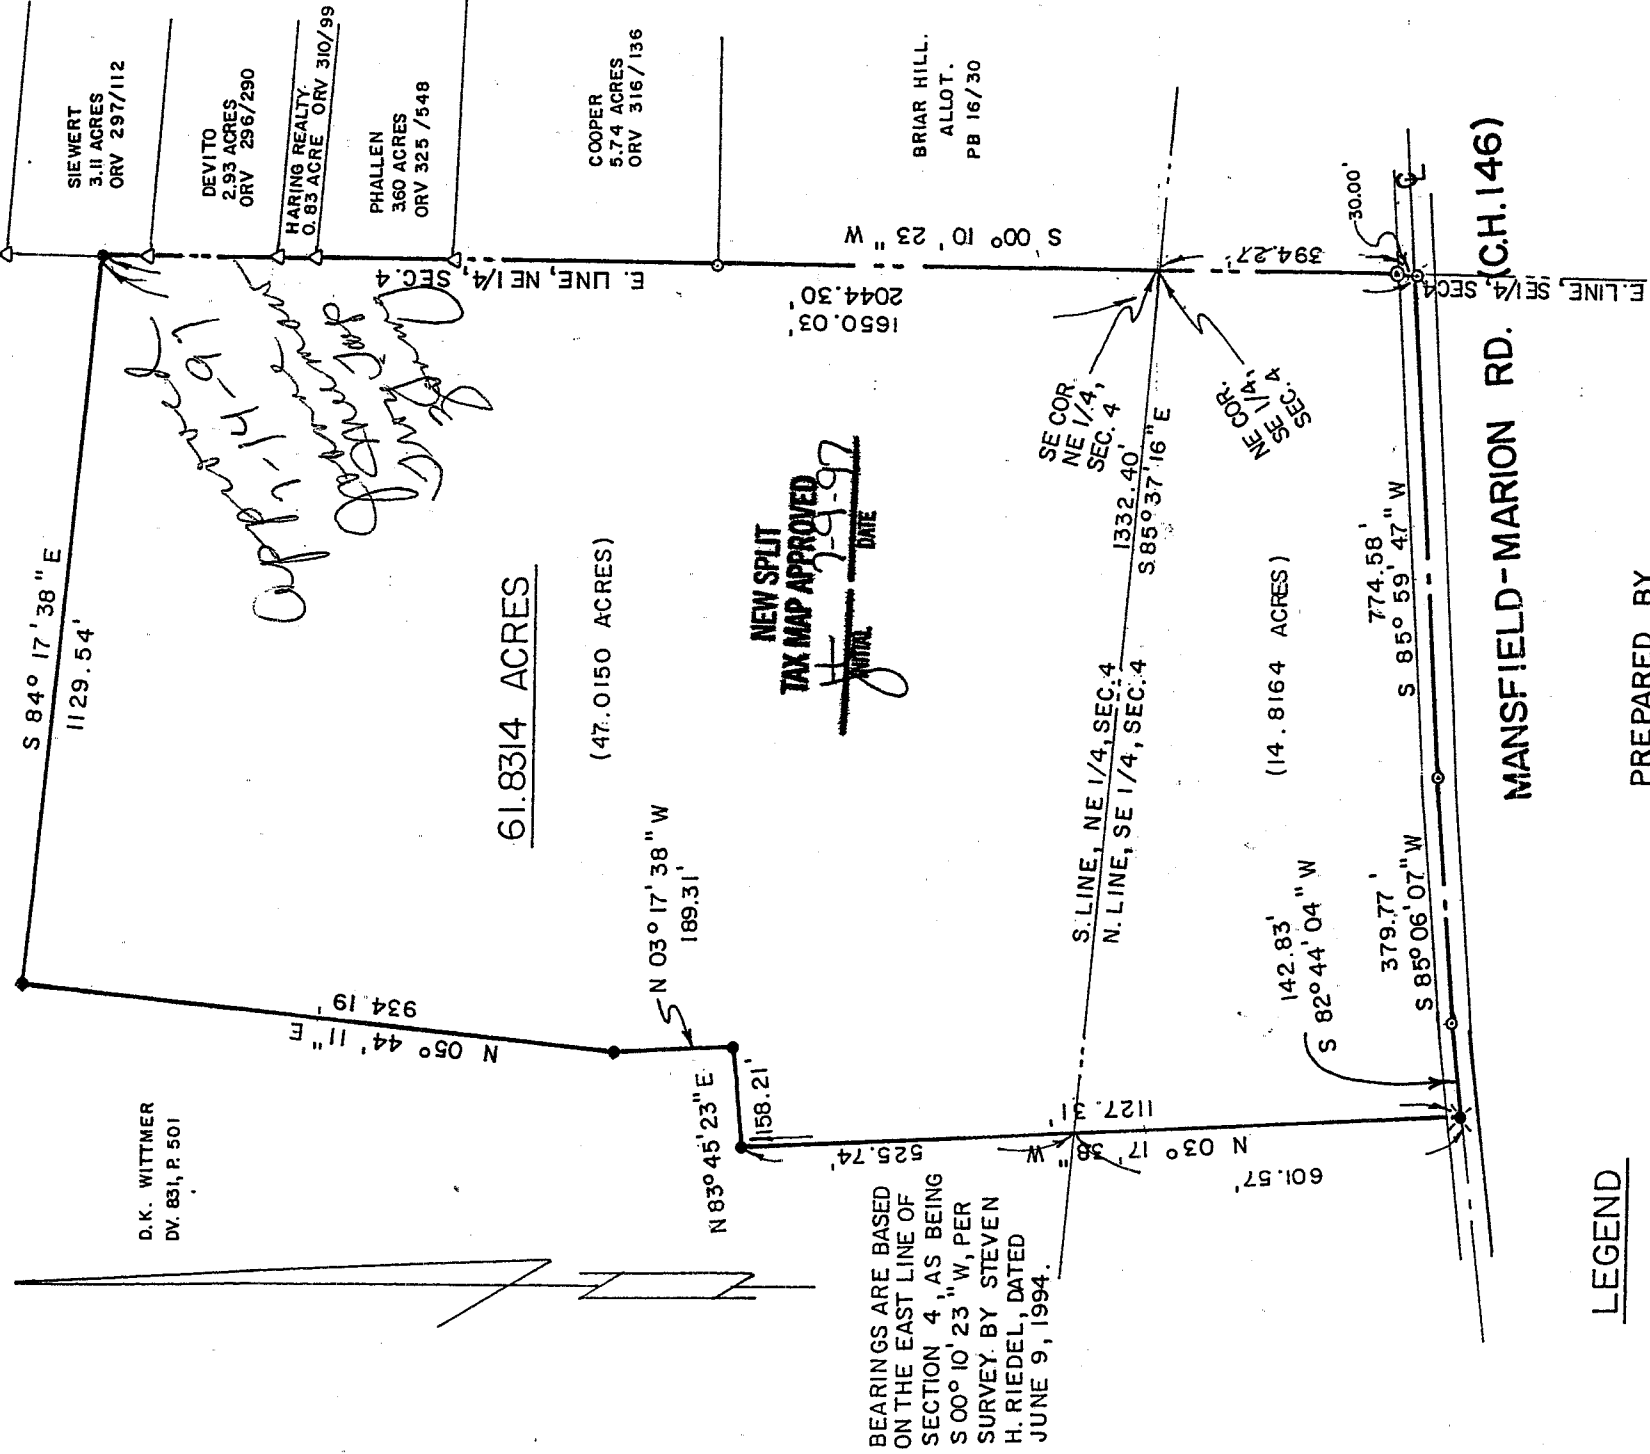 SIEWERT
3.11 ACRES
ORV 297/112
DEVITO
2.93 ACRES
ORV 296/290
HARING REALTY.
0.83 ACRE ORV 310/99
PHALLEN
3.60 ACRES
ORV 325/548
COOPER
5.74 ACRES
ORV 316/136
BRIAR HILL.
ALLOT.
PB 16/30
S 84° 17' 38" E
1129.54'
E. LINE, NE 1/4, SEC. 4
S 00° 10' 23" W
2044.30'
1650.03'
394.27'
30.00'
E. LINE, SE 1/4, SEC 4
approved
7-14-97
61.8314 ACRES
(47.0150 ACRES)
NEW SPLIT
TAX MAP APPROVED
7-9-97
INITIAL DATE
SE COR.
NE 1/4,
SEC. 4
NE COR.
SE 1/4,
SEC. 4
1332.40'
S 85° 37' 16" E
S. LINE, NE 1/4, SEC. 4
N. LINE, SE 1/4, SEC. 4
(14.8164 ACRES)
774.58'
S 85° 59' 47" W
379.77'
S 85° 06' 07" W
142.83'
S 82° 44' 04" W
MANSFIELD-MARION RD. (C.H. 146)
N 05° 44' 11" E
934.19'
N 03° 17' 38" W
189.31'
N 83° 45' 23" E
158.21'
1127.31'
N 03° 17' 38" W
525.74'
601.57'
D.K. WITTMER
DV. 831, P. 501
BEARINGS ARE BASED
ON THE EAST LINE OF
SECTION 4, AS BEING
S 00° 10' 23" W, PER
SURVEY BY STEVEN
H. RIEDEL, DATED
JUNE 9, 1994.
LEGEND
PREPARED BY